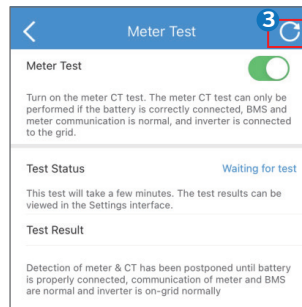 3
Meter Test
Meter Test
Turn on the meter CT test. The meter CT test can only be
performed if the battery is correctly connected, BMS and
meter communication is normal, and inverter is connected
to the grid.
Test Status Waiting for test
This test will take a few minutes. The test results can be
viewed in the Settings interface.
Test Result
Detection of meter & CT has been postponed until battery
is properly connected, communication of meter and BMS
are normal and inverter is on-grid normally